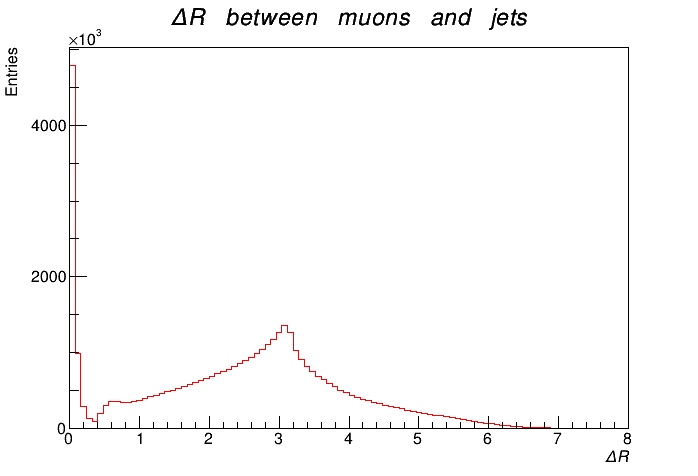 ΔR between muons and jets
×10³
Entries
4000
2000
0
0 1 2 3 4 5 6 7 8
ΔR